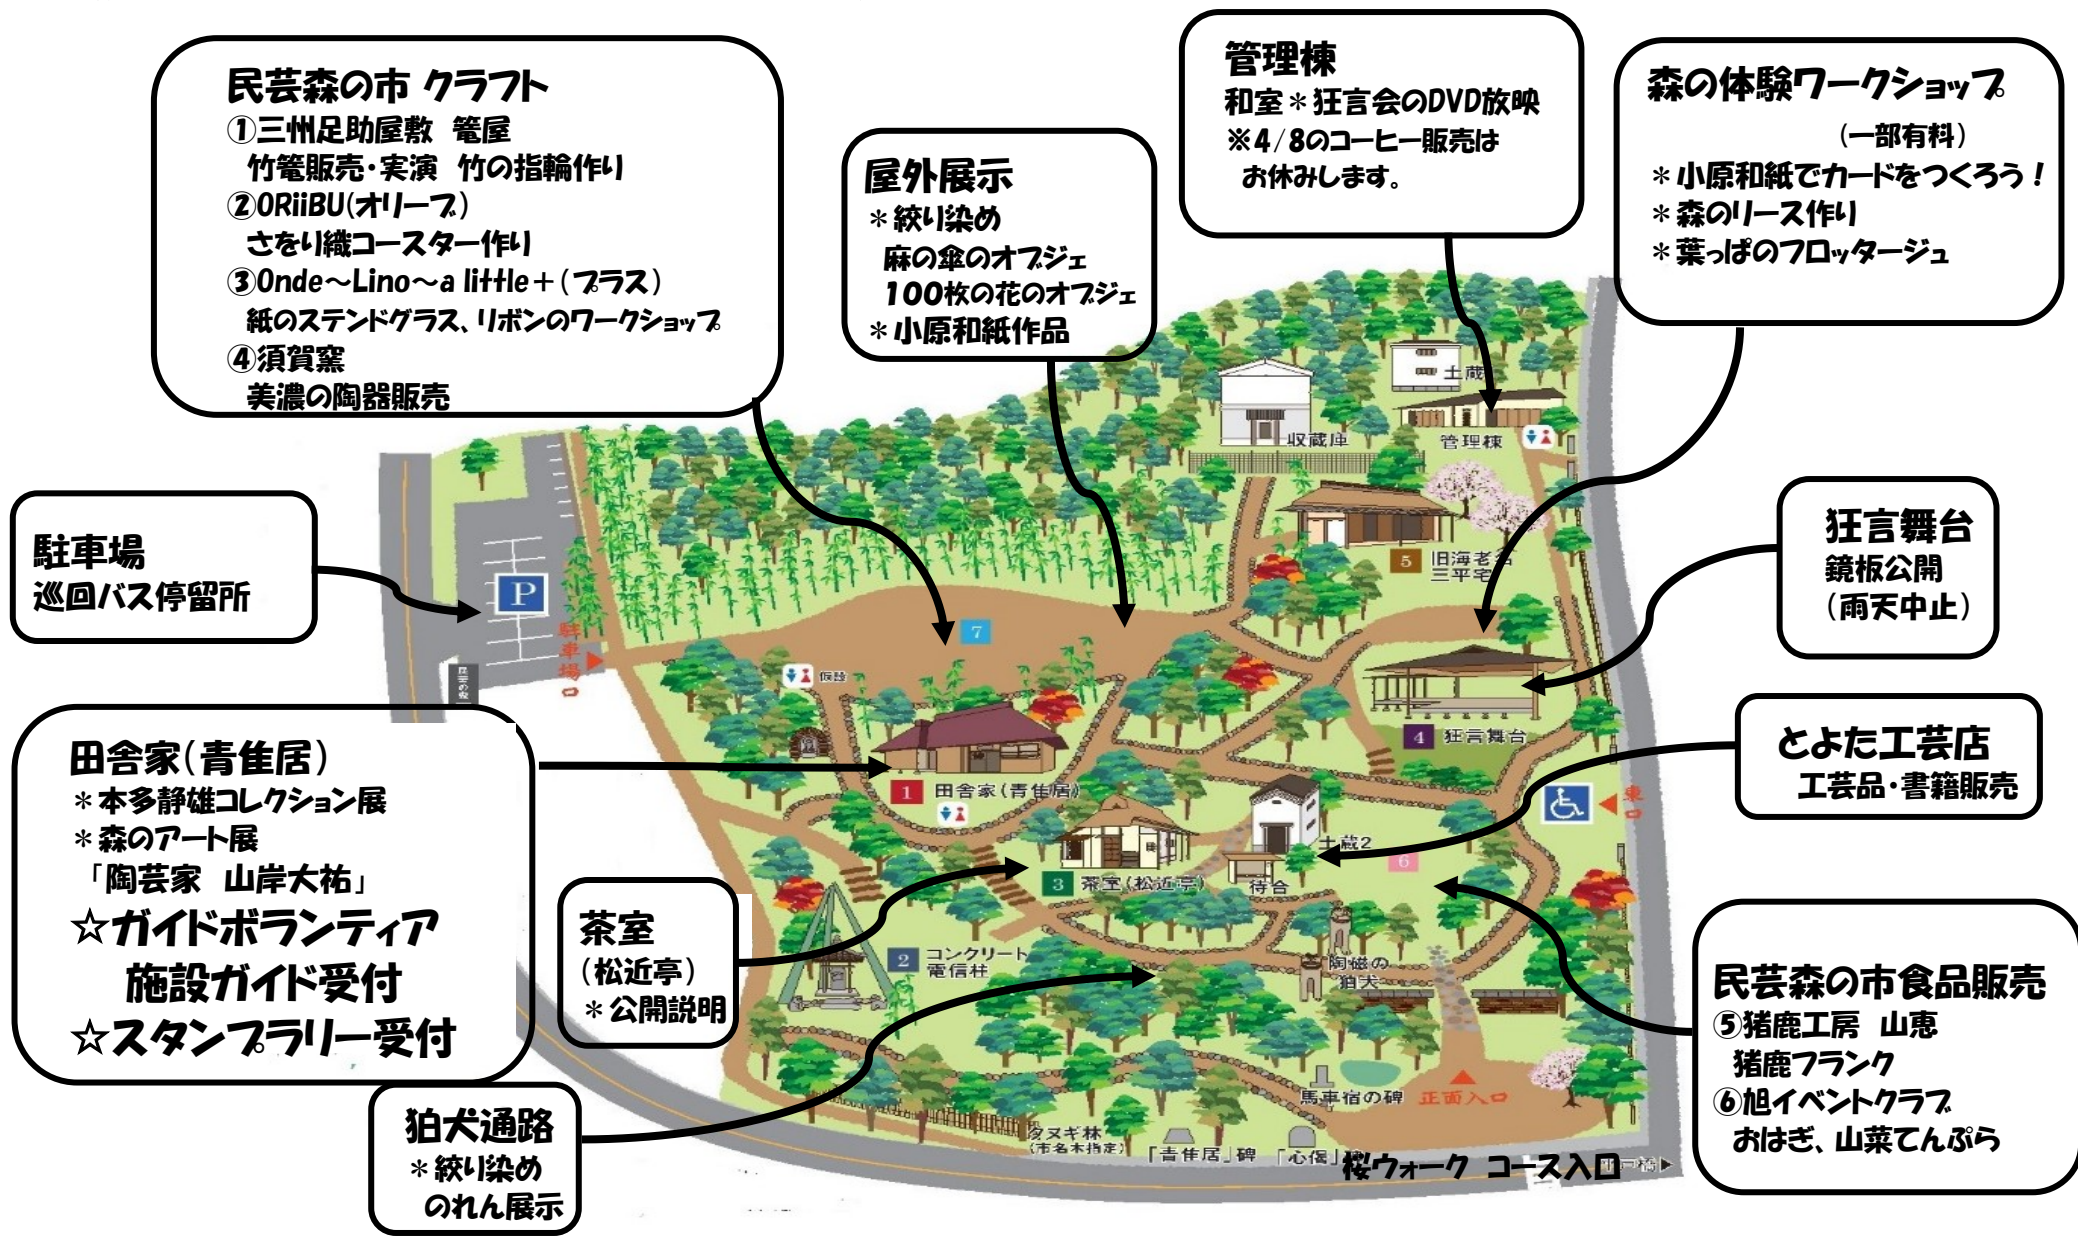 民芸森の市 クラフト
①三州足助屋敷 篭屋
竹篭販売・実演 竹の指輪作り
②ORiiBU(オリーブ)
さをり織コースター作り
③Onde～Lino～a little＋(プラス)
紙のステンドグラス、リボンのワークショップ
④須賀窯
美濃の陶器販売
屋外展示
＊絞り染め
麻の傘のオブジェ
100枚の花のオブジェ
＊小原和紙作品
管理棟
和室＊狂言会のDVD放映
※4/8のコーヒー販売は
お休みします。
森の体験ワークショップ
(一部有料)
＊小原和紙でカードをつくろう！
＊森のリース作り
＊葉っぱのフロッタージュ
駐車場
巡回バス停留所
狂言舞台
鏡板公開
(雨天中止)
とよた工芸店
工芸品・書籍販売
田舎家(青隹居)
＊本多静雄コレクション展
＊森のアート展
「陶芸家 山岸大祐」
☆ガイドボランティア
施設ガイド受付
☆スタンプラリー受付
茶室
(松近亭)
＊公開説明
狛犬通路
＊絞り染め
のれん展示
民芸森の市食品販売
⑤猪鹿工房 山恵
猪鹿フランク
⑥旭イベントクラブ
おはぎ、山菜てんぷら
土蔵
収蔵庫
管理棟
5 旧海老名
三平宅
P
駐車場口
7
仮設
4 狂言舞台
1 田舎家(青隹居)
東口
土蔵2
6
待合
3 茶室(松近亭)
2 コンクリート
電信柱
陶磁の
狛犬
馬車宿の碑
正面入口
タヌキ林
(市名木指定)
「青隹居」碑
桜ウォーク コース入口